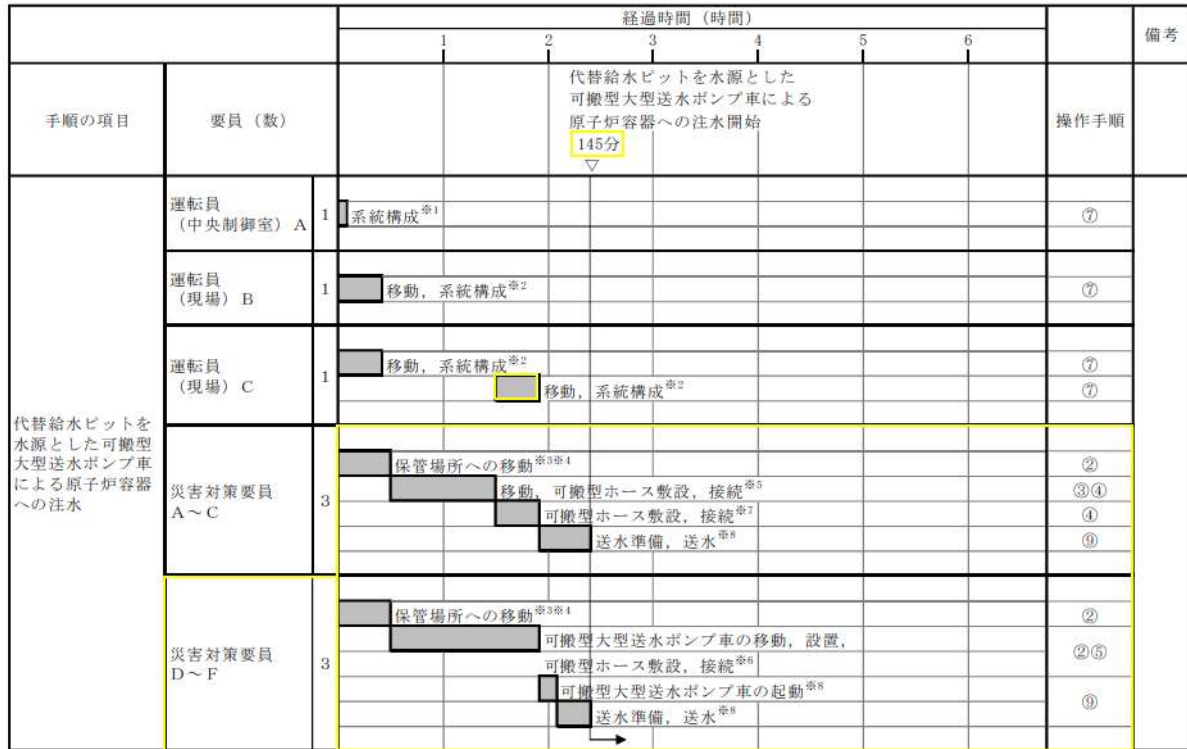 経過時間（時間）
備考
1 2 3 4 5 6
手順の項目
要員（数）
代替給水ピットを水源とした
可搬型大型送水ポンプ車による
原子炉容器への注水開始
145分
▽
操作手順
代替給水ピットを
水源とした可搬型
大型送水ポンプ車
による原子炉容器
への注水
運転員
（中央制御室）A
1
系統構成※1
⑦
運転員
（現場）B
1
移動，系統構成※2
⑦
運転員
（現場）C
1
移動，系統構成※2
⑦
移動，系統構成※2
⑦
災害対策要員
A～C
3
保管場所への移動※3※4
②
移動，可搬型ホース敷設，接続※5
③④
可搬型ホース敷設，接続※7
④
送水準備，送水※8
⑨
災害対策要員
D～F
3
保管場所への移動※3※4
②
可搬型大型送水ポンプ車の移動，設置，
可搬型ホース敷設，接続※6
②⑤
可搬型大型送水ポンプ車の起動※8
送水準備，送水※8
⑨